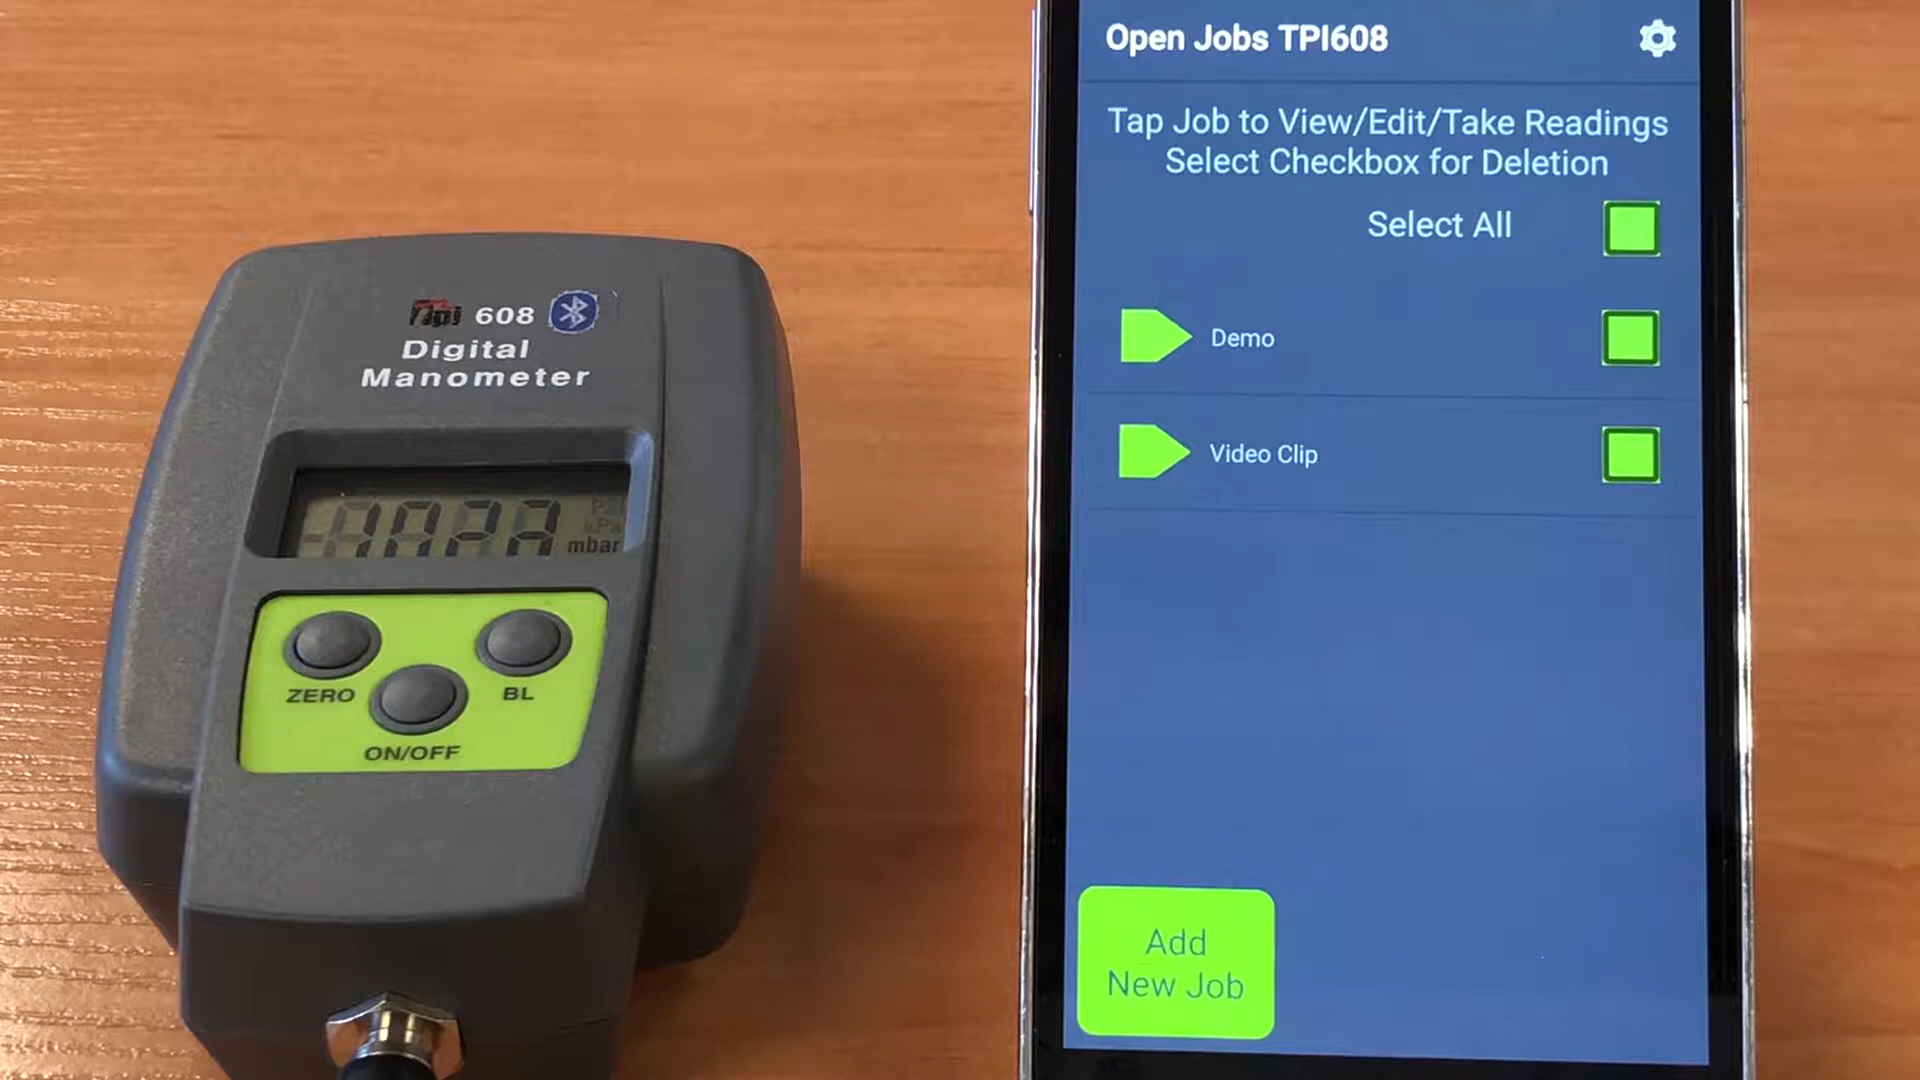 Tpi 608
Digital
Manometer
mbar
ZERO
BL
ON/OFF
Open Jobs TPI608
Tap Job to View/Edit/Take Readings
Select Checkbox for Deletion
Select All
Demo
Video Clip
Add
New Job